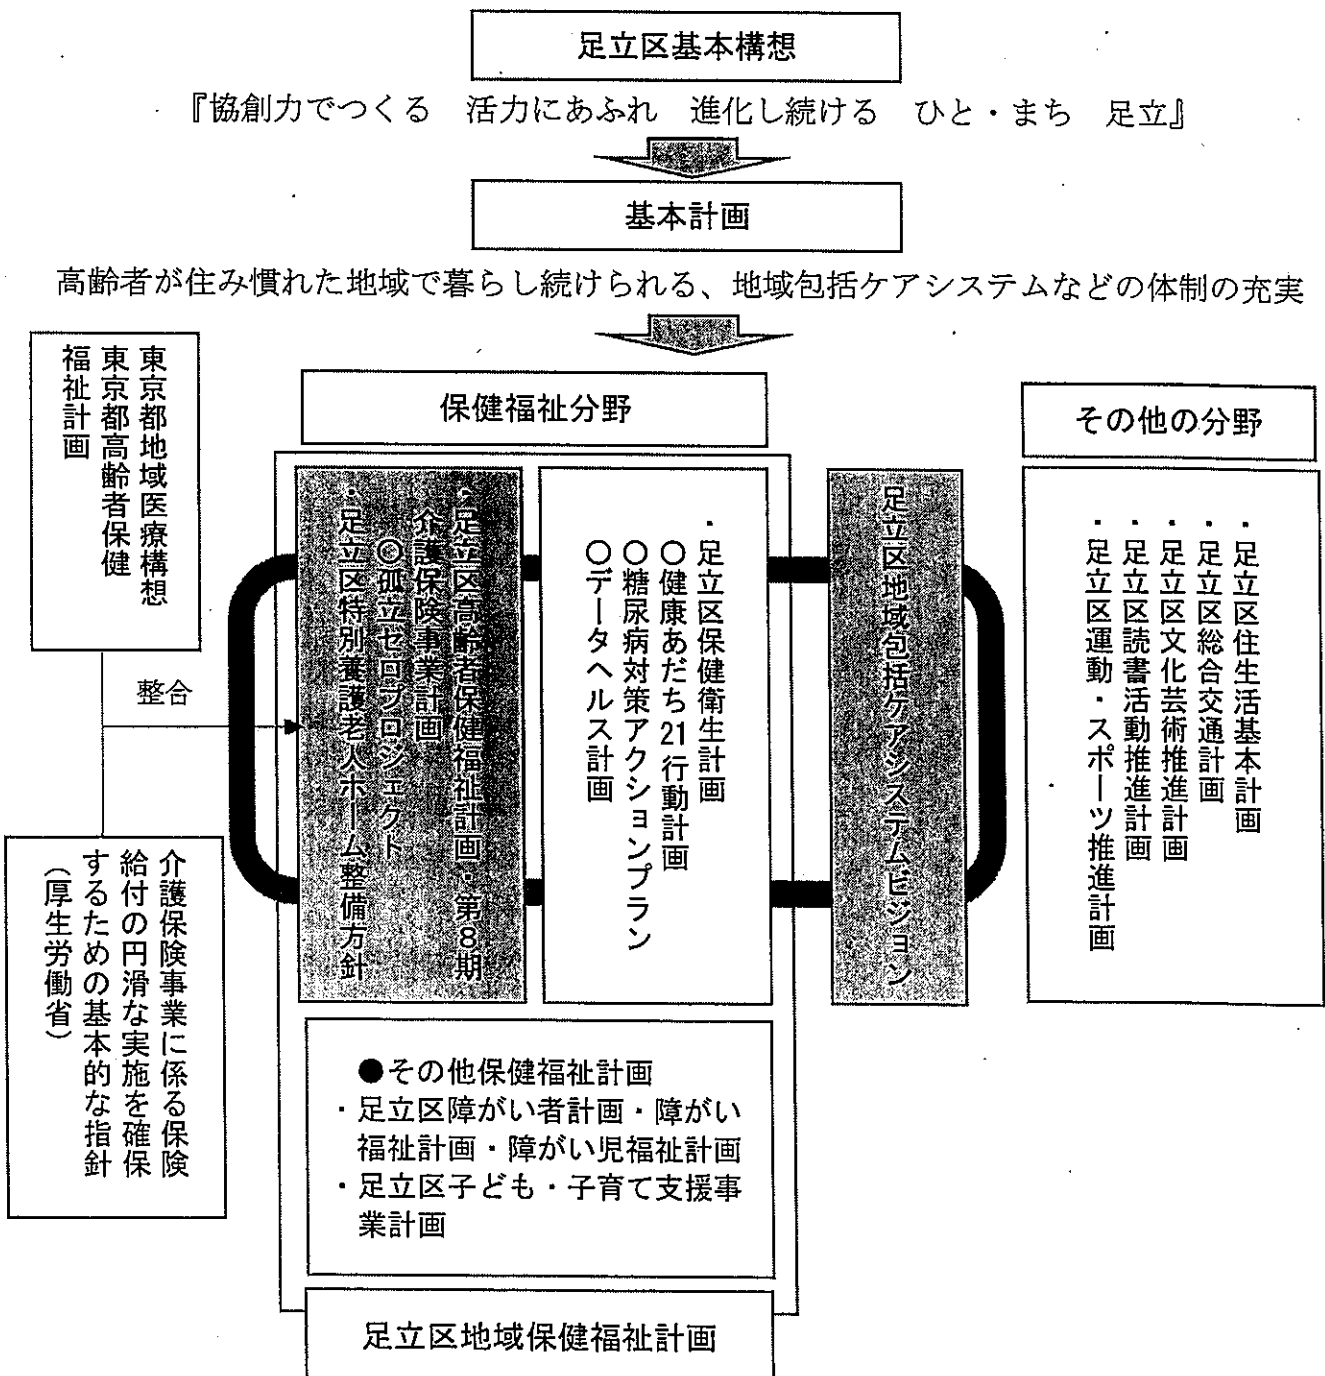 足立区基本構想
『協創力でつくる　活力にあふれ　進化し続ける　ひと・まち　足立』
基本計画
高齢者が住み慣れた地域で暮らし続けられる、地域包括ケアシステムなどの体制の充実
東京都地域医療構想
東京都高齢者保健
福祉計画
整合
介護保険事業に係る保険
給付の円滑な実施を確保
するための基本的な指針
（厚生労働省）
保健福祉分野
・足立区高齢者保健福祉計画・第８期
介護保険事業計画
〇孤立ゼロプロジェクト
・足立区特別養護老人ホーム整備方針
・足立区保健衛生計画
〇健康あだち21行動計画
〇糖尿病対策アクションプラン
〇データヘルス計画
●その他保健福祉計画
・足立区障がい者計画・障がい
福祉計画・障がい児福祉計画
・足立区子ども・子育て支援事
業計画
足立区地域保健福祉計画
足立区地域包括ケアシステムビジョン
その他の分野
・足立区住生活基本計画
・足立区総合交通計画
・足立区文化芸術推進計画
・足立区読書活動推進計画
・足立区運動・スポーツ推進計画